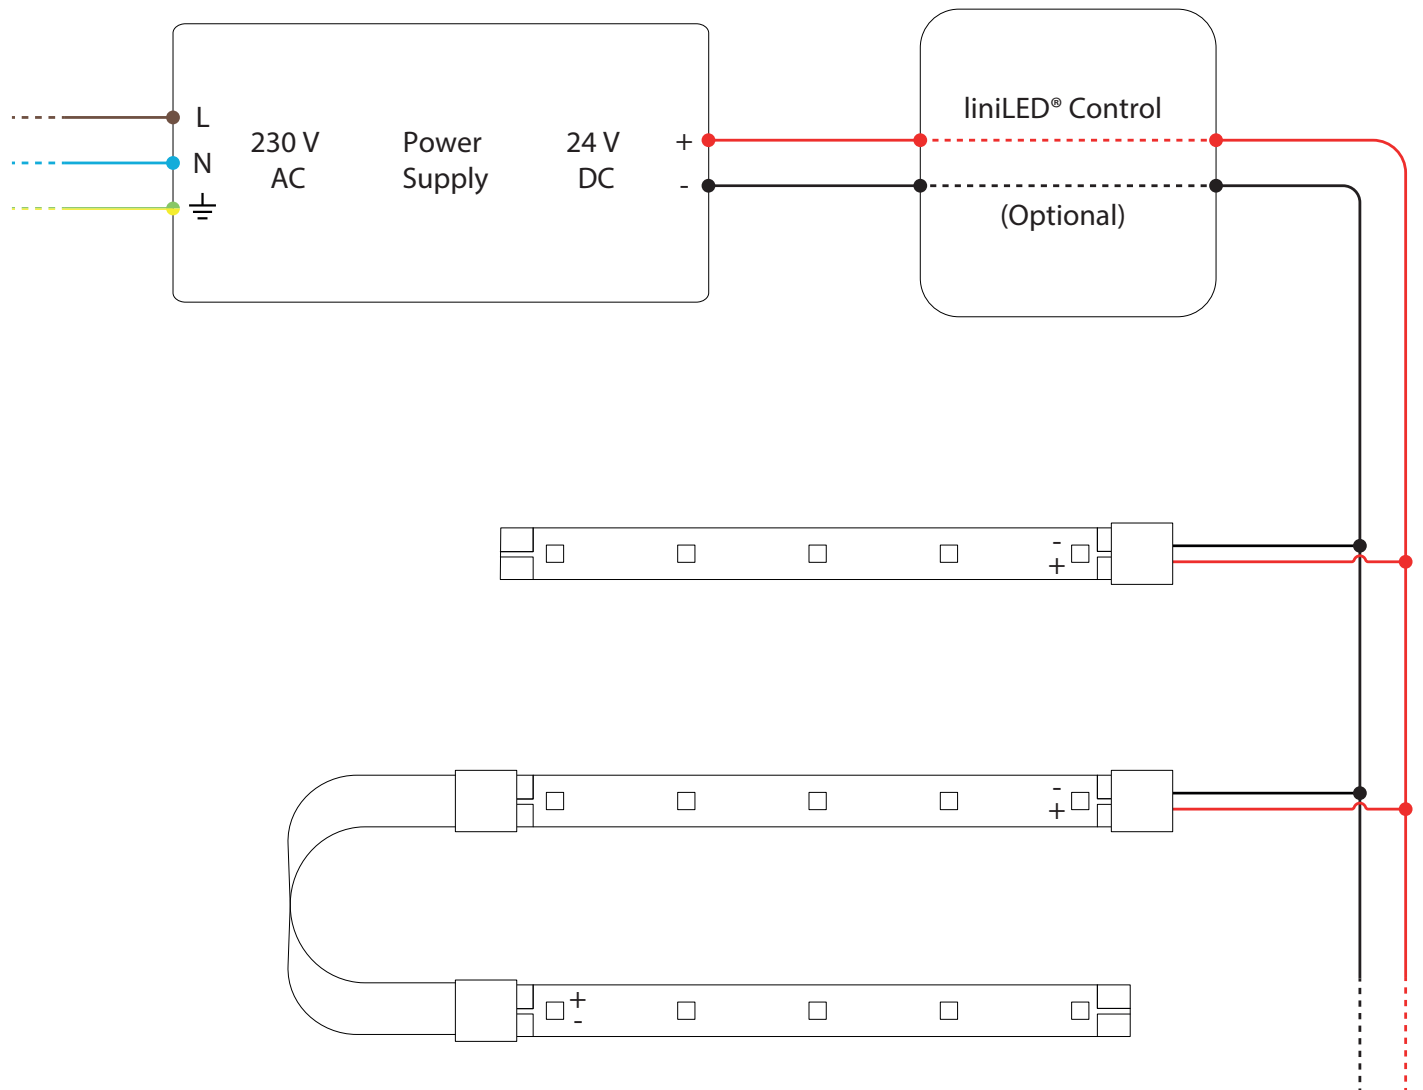 L
N
230 V
AC
Power
Supply
24 V
DC
+
-
liniLED® Control
(Optional)
-
+
-
+
+
-